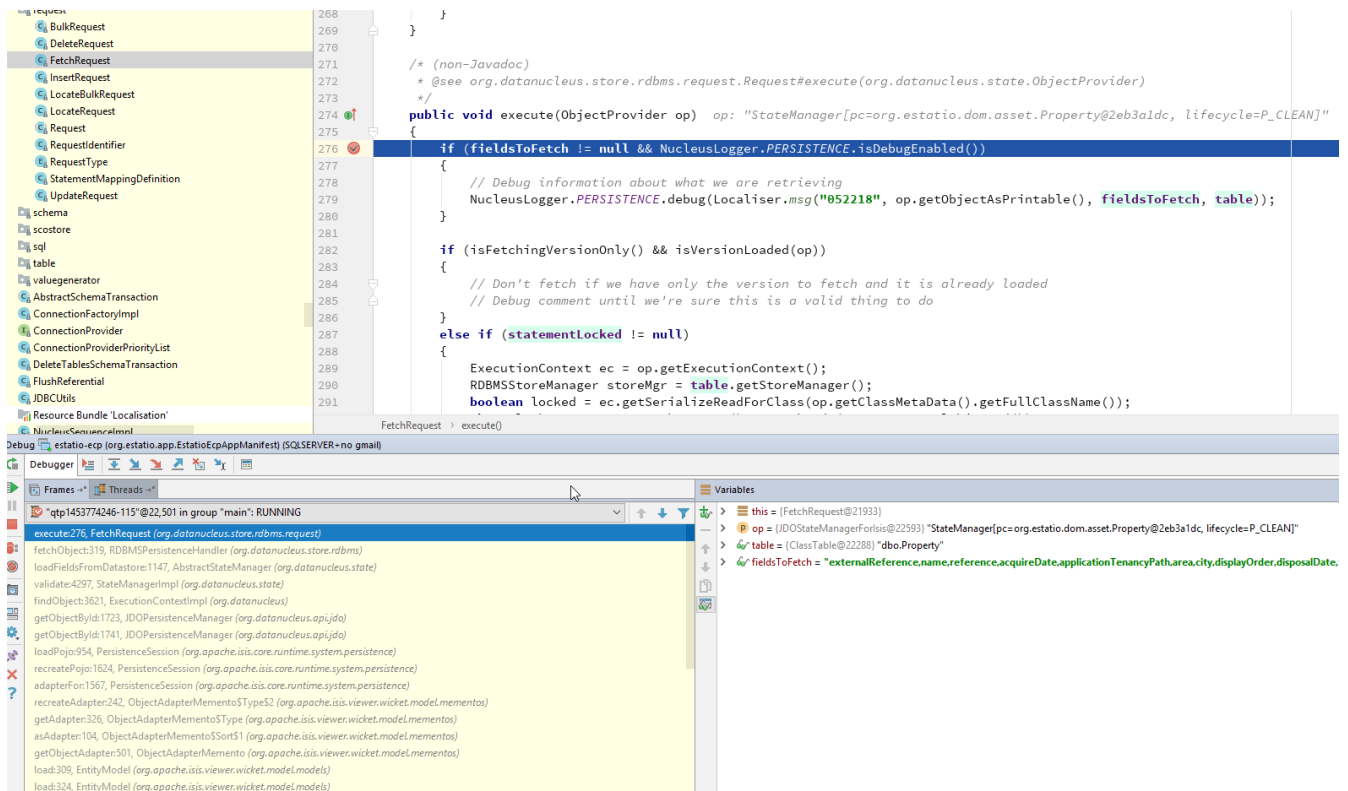 request
BulkRequest
DeleteRequest
FetchRequest
InsertRequest
LocateBulkRequest
LocateRequest
Request
RequestIdentifier
RequestType
StatementMappingDefinition
UpdateRequest
schema
scostore
sql
table
valuegenerator
AbstractSchemaTransaction
ConnectionFactoryImpl
ConnectionProvider
ConnectionProviderPriorityList
DeleteTablesSchemaTransaction
FlushReferential
JDBCUtils
Resource Bundle 'Localisation'
NucleusSequenceImpl
268 }
269 }
270
271 /* (non-Javadoc)
272 * @see org.datanucleus.store.rdbms.request.Request#execute(org.datanucleus.state.ObjectProvider)
273 */
274 public void execute(ObjectProvider op) op: "StateManager[pc=org.estatio.dom.asset.Property@2eb3a1dc, lifecycle=P_CLEAN]"
275 {
276 if (fieldsToFetch != null && NucleusLogger.PERSISTENCE.isDebugEnabled())
277 {
278 // Debug information about what we are retrieving
279 NucleusLogger.PERSISTENCE.debug(Localiser.msg("052218", op.getObjectAsPrintable(), fieldsToFetch, table));
280 }
281
282 if (isFetchingVersionOnly() && isVersionLoaded(op))
283 {
284 // Don't fetch if we have only the version to fetch and it is already loaded
285 // Debug comment until we're sure this is a valid thing to do
286 }
287 else if (statementLocked != null)
288 {
289 ExecutionContext ec = op.getExecutionContext();
290 RDBMSStoreManager storeMgr = table.getStoreManager();
291 boolean locked = ec.getSerializeReadForClass(op.getClassMetaData().getFullClassName());
FetchRequest › execute()
Debug estatio-ecp (org.estatio.app.EstatioEcpAppManifest) (SQLSERVER+no gmail)
Debugger
Frames Threads
"qtp1453774246-115"@22,501 in group "main": RUNNING
execute:276, FetchRequest (org.datanucleus.store.rdbms.request)
fetchObject:319, RDBMSPersistenceHandler (org.datanucleus.store.rdbms)
loadFieldsFromDatastore:1147, AbstractStateManager (org.datanucleus.state)
validate:4297, StateManagerImpl (org.datanucleus.state)
findObject:3621, ExecutionContextImpl (org.datanucleus)
getObjectById:1723, JDOPersistenceManager (org.datanucleus.api.jdo)
getObjectById:1741, JDOPersistenceManager (org.datanucleus.api.jdo)
loadPojo:954, PersistenceSession (org.apache.isis.core.runtime.system.persistence)
recreatePojo:1624, PersistenceSession (org.apache.isis.core.runtime.system.persistence)
adapterFor:1567, PersistenceSession (org.apache.isis.core.runtime.system.persistence)
recreateAdapter:242, ObjectAdapterMemento$Type$2 (org.apache.isis.viewer.wicket.model.mementos)
getAdapter:326, ObjectAdapterMemento$Type (org.apache.isis.viewer.wicket.model.mementos)
asAdapter:104, ObjectAdapterMemento$Sort$1 (org.apache.isis.viewer.wicket.model.mementos)
getObjectAdapter:501, ObjectAdapterMemento (org.apache.isis.viewer.wicket.model.mementos)
load:309, EntityModel (org.apache.isis.viewer.wicket.model.models)
load:324, EntityModel (org.apache.isis.viewer.wicket.model.models)
Variables
this = {FetchRequest@21933}
op = {JDOStateManagerForIsis@22593} "StateManager[pc=org.estatio.dom.asset.Property@2eb3a1dc, lifecycle=P_CLEAN]"
table = {ClassTable@22288} "dbo.Property"
fieldsToFetch = "externalReference,name,reference,acquireDate,applicationTenancyPath,area,city,displayOrder,disposalDate,